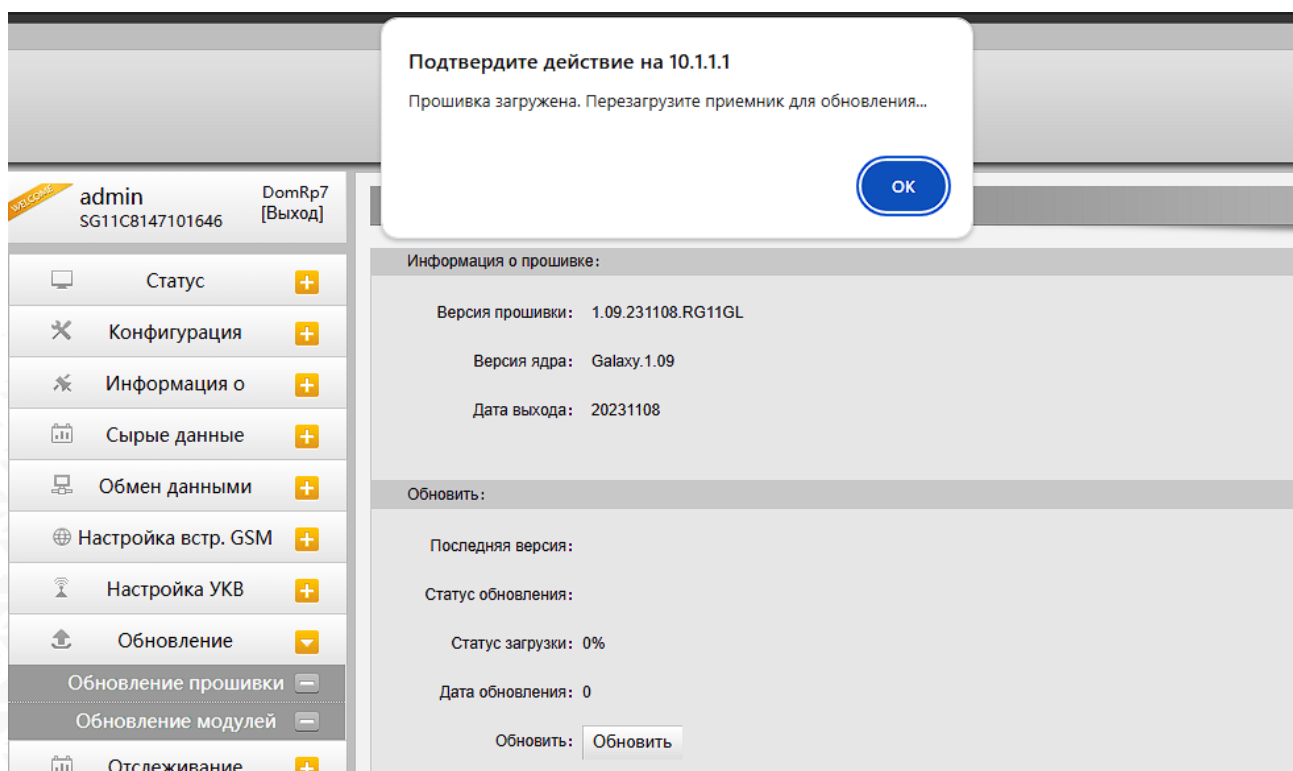 Подтвердите действие на 10.1.1.1
Прошивка загружена. Перезагрузите приемник для обновления...
ОК
WELCOME
admin
DomRp7
SG11C8147101646
[Выход]
Статус
Конфигурация
Информация о
Сырые данные
Обмен данными
Настройка встр. GSM
Настройка УКВ
Обновление
Обновление прошивки
Обновление модулей
Отслеживание
Информация о прошивке:
Версия прошивки: 1.09.231108.RG11GL
Версия ядра: Galaxy.1.09
Дата выхода: 20231108
Обновить:
Последняя версия:
Статус обновления:
Статус загрузки: 0%
Дата обновления: 0
Обновить: Обновить